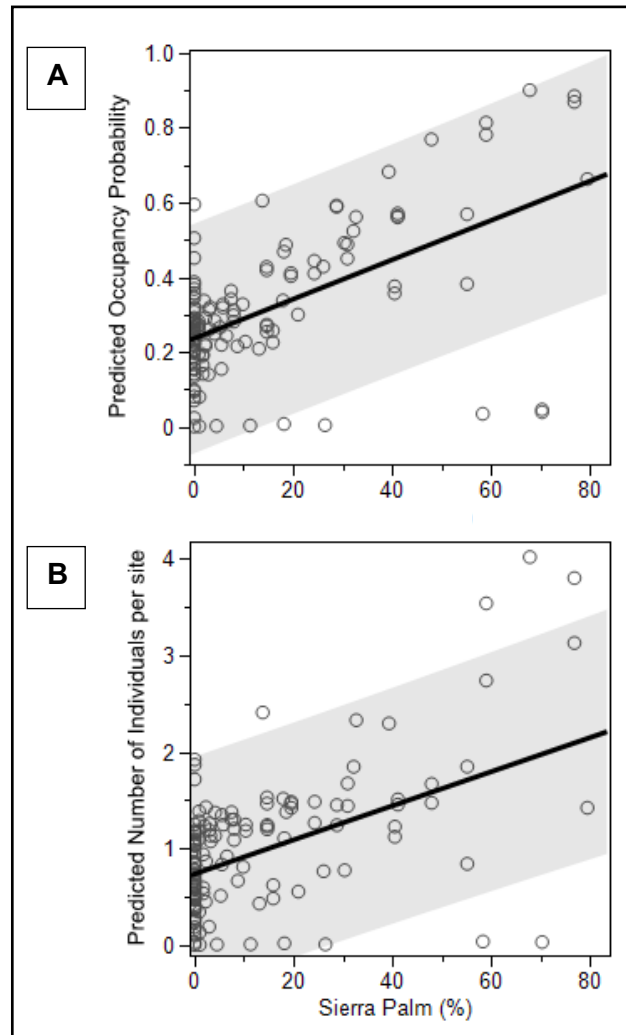 A
Predicted Occupancy Probability
1.0
0.8
0.6
0.4
0.2
0
0 20 40 60 80
B
Predicted Number of Individuals per site
4
3
2
1
0
0 20 40 60 80
Sierra Palm (%)